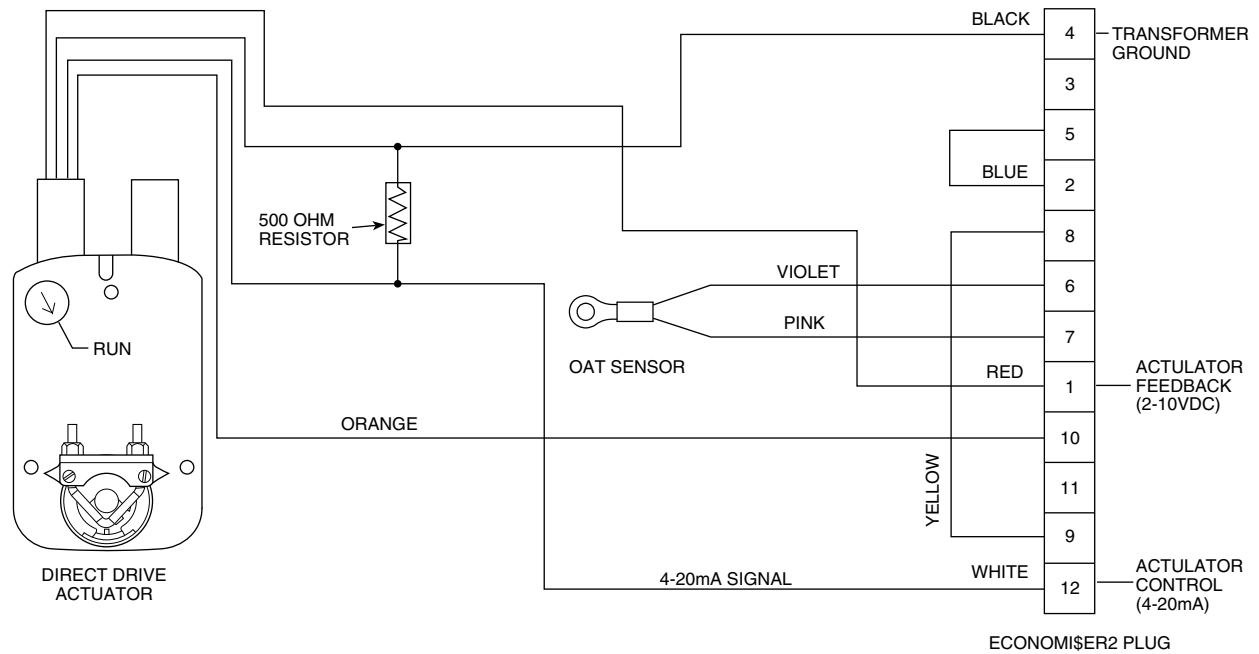 BLACK
4
TRANSFORMER
GROUND
3
5
BLUE
2
500 OHM
RESISTOR
8
VIOLET
6
RUN
PINK
7
OAT SENSOR
RED
1
ACTULATOR
FEEDBACK
(2-10VDC)
ORANGE
10
YELLOW
11
9
DIRECT DRIVE
ACTUATOR
4-20mA SIGNAL
WHITE
12
ACTULATOR
CONTROL
(4-20mA)
ECONOMI$ER2 PLUG